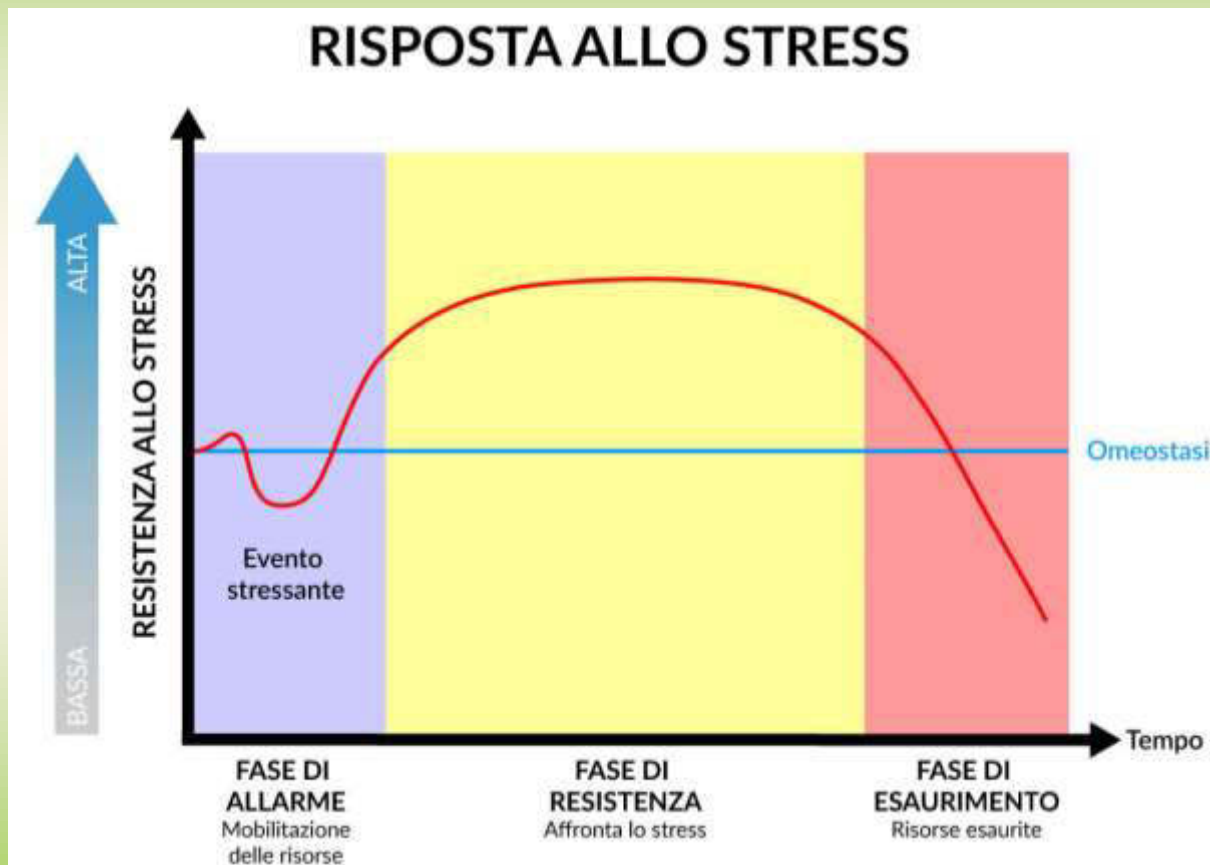 RISPOSTA ALLO STRESS
ALTA
BASSA
RESISTENZA ALLO STRESS
Evento
stressante
Omeostasi
Tempo
FASE DI
ALLARME
Mobilitazione
delle risorse
FASE DI
RESISTENZA
Affronta lo stress
FASE DI
ESAURIMENTO
Risorse esaurite